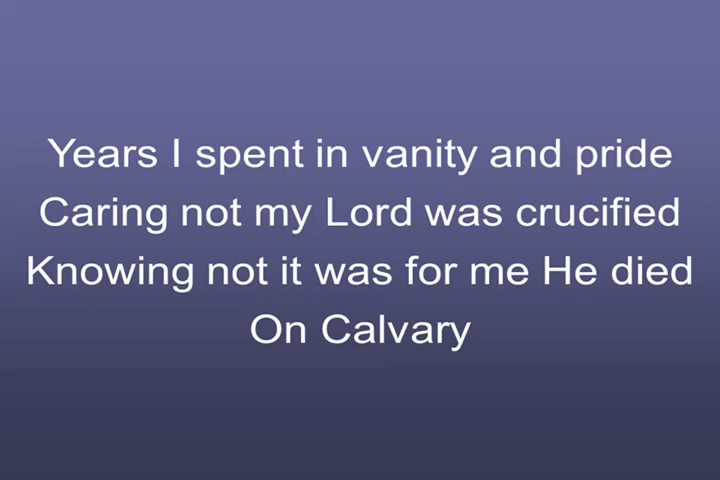 Years I spent in vanity and pride
Caring not my Lord was crucified
Knowing not it was for me He died
On Calvary